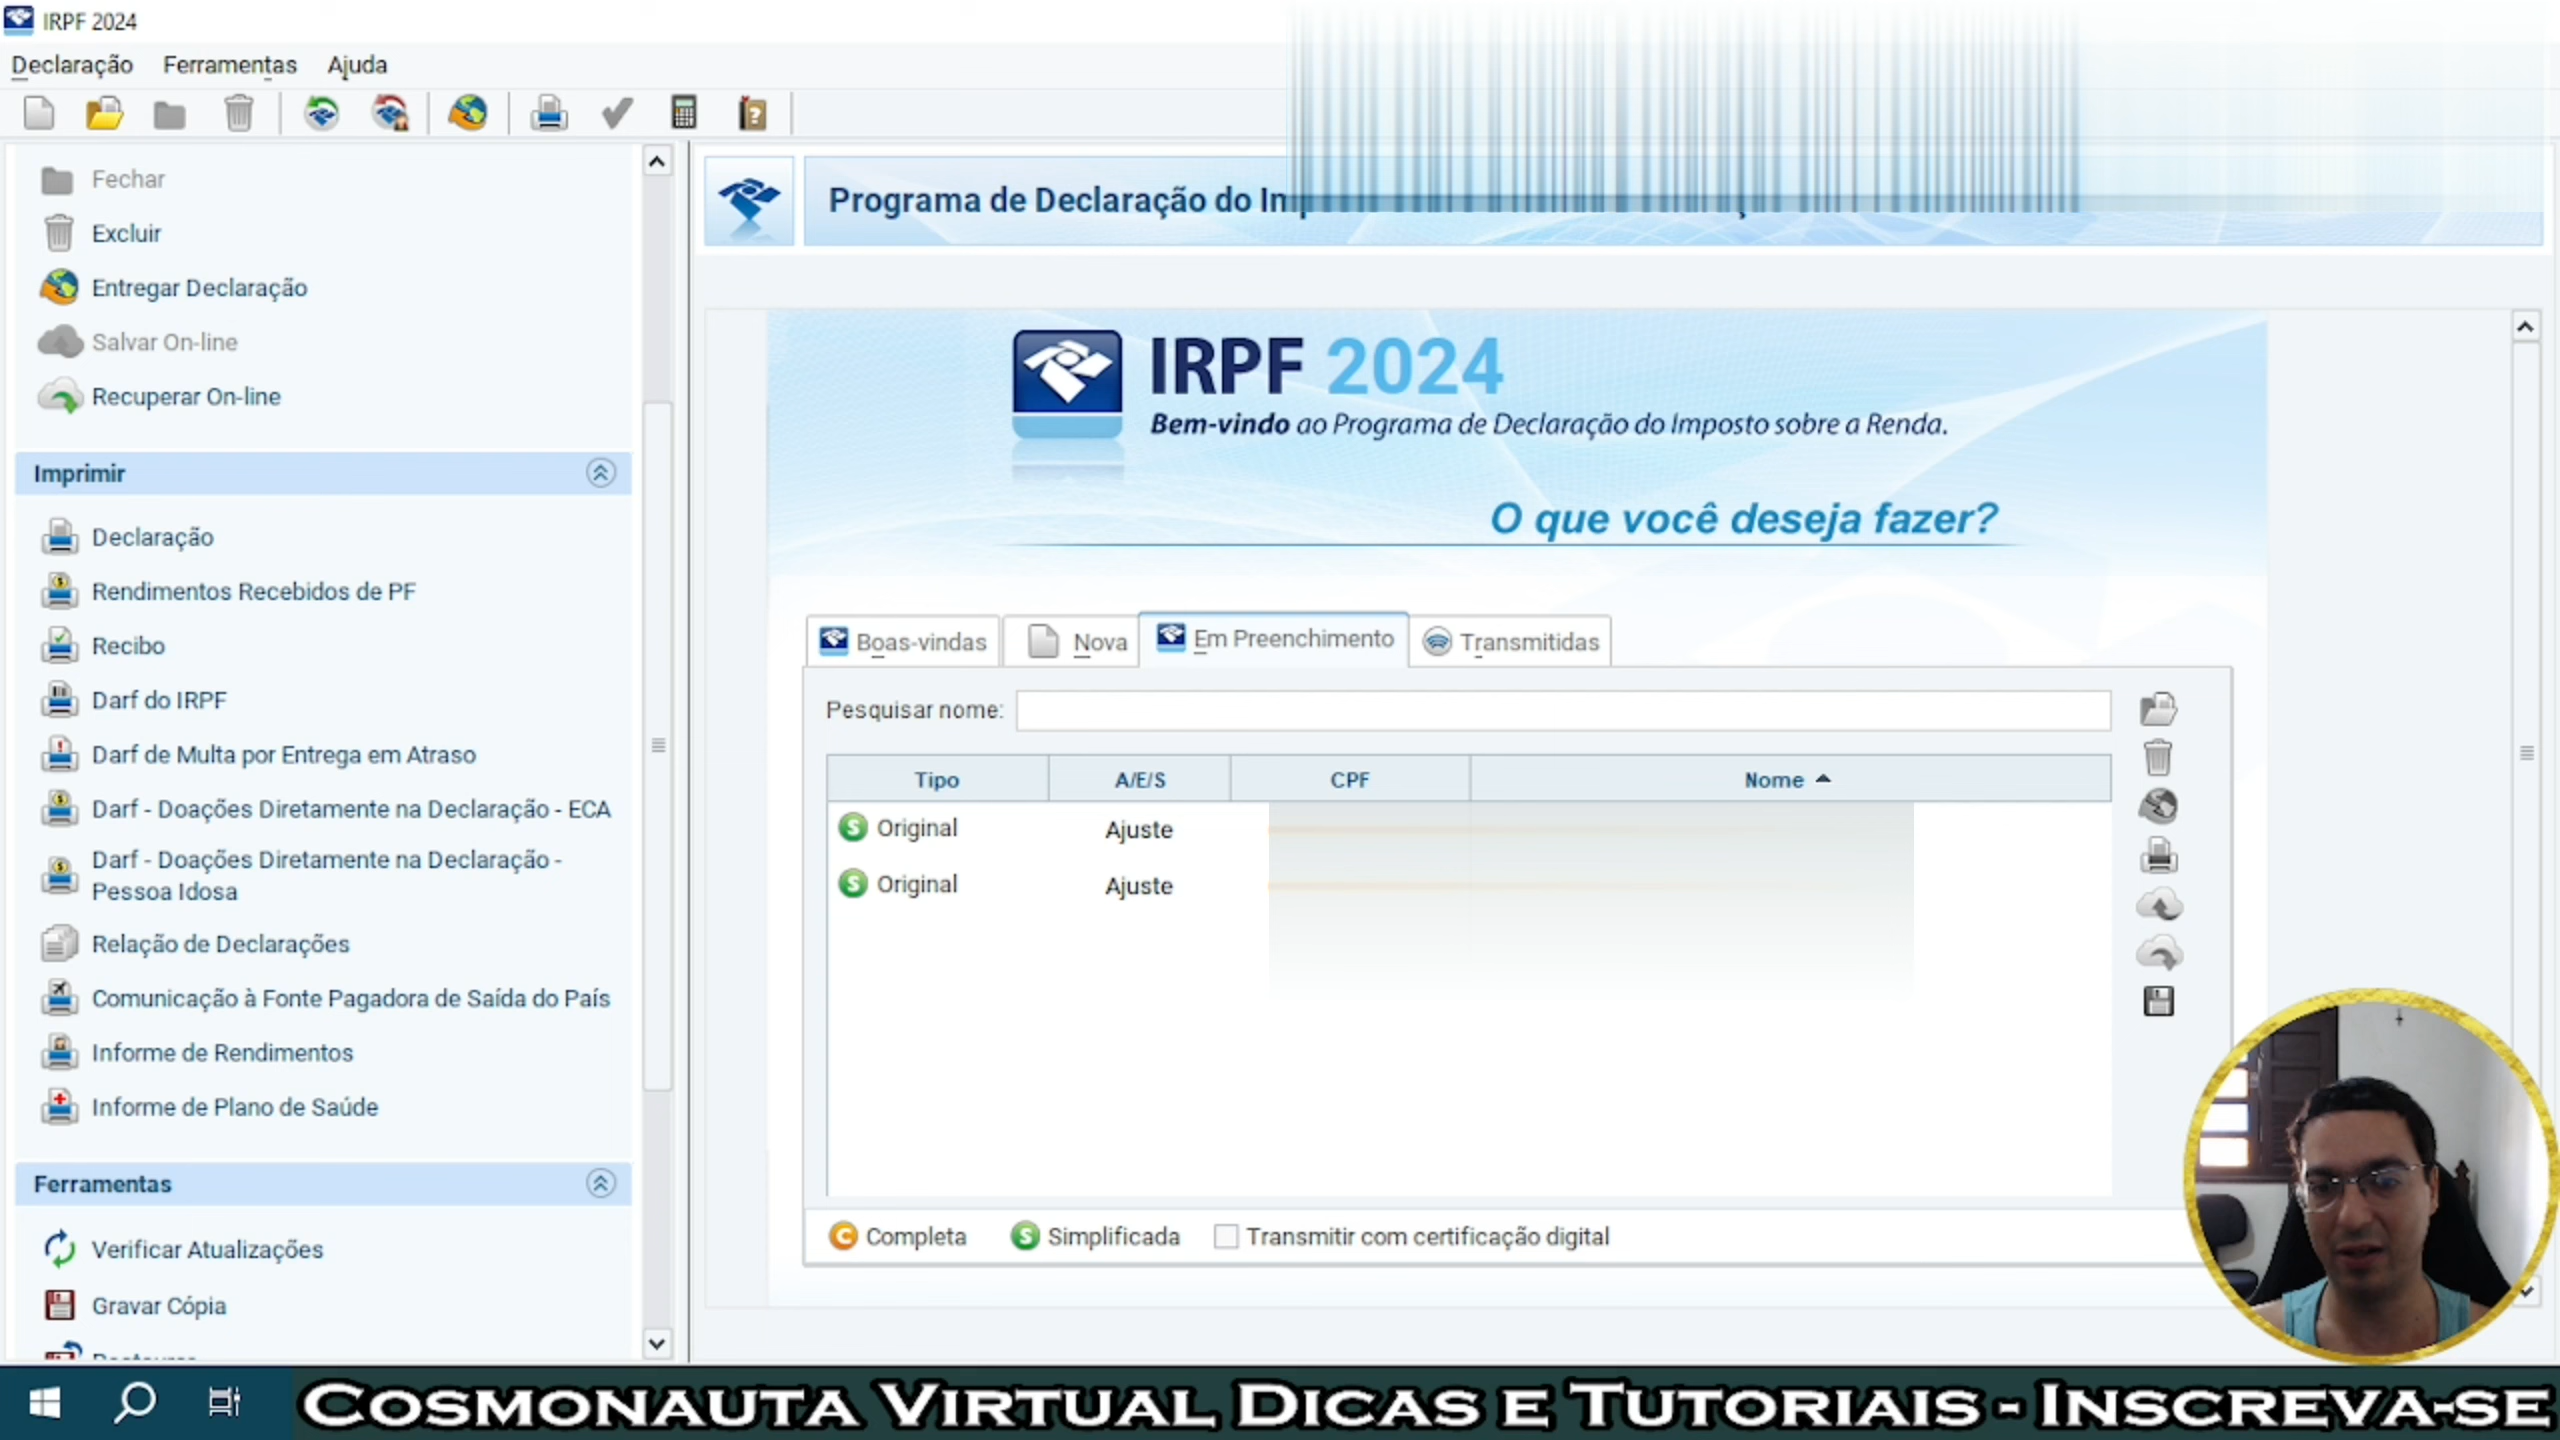 IRPF 2024
Declaração Ferramentas Ajuda
Fechar
Excluir
Entregar Declaração
Salvar On-line
Recuperar On-line
Imprimir
Declaração
Rendimentos Recebidos de PF
Recibo
Darf do IRPF
Darf de Multa por Entrega em Atraso
Darf - Doações Diretamente na Declaração - ECA
Darf - Doações Diretamente na Declaração -
Pessoa Idosa
Relação de Declarações
Comunicação à Fonte Pagadora de Saída do País
Informe de Rendimentos
Informe de Plano de Saúde
Ferramentas
Verificar Atualizações
Gravar Cópia
Programa de Declaração do
IRPF 2024
Bem-vindo ao Programa de Declaração do Imposto sobre a Renda.
O que você deseja fazer?
Boas-vindas Nova Em Preenchimento Transmitidas
Pesquisar nome:
Tipo A/E/S CPF Nome
S Original Ajuste
S Original Ajuste
C Completa S Simplificada Transmitir com certificação digital
COSMONAUTA VIRTUAL DICAS E TUTORIAIS - INSCREVA-SE